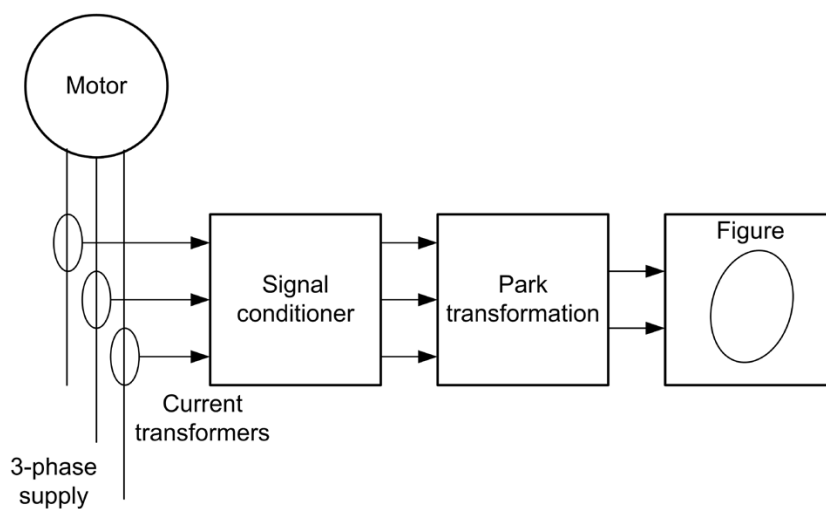 Motor
Figure
Signal
conditioner
Park
transformation
Current
transformers
3-phase
supply